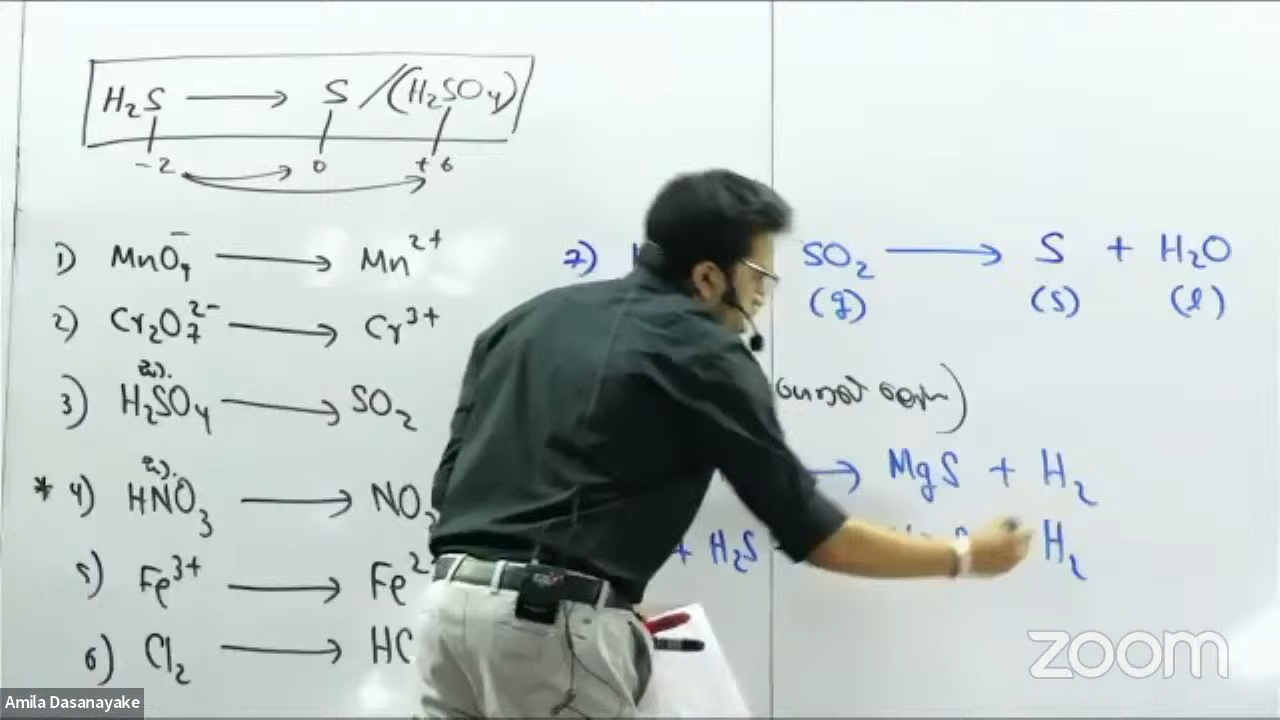 H₂S ⟶ S / (H₂SO₄)
-2 0 +6
1) MnO₄⁻ ⟶ Mn²⁺
2) Cr₂O₇²⁻ ⟶ Cr³⁺
3) H₂SO₄ ⟶ SO₂
* 4) HNO₃ ⟶ NO₂
5) Fe³⁺ ⟶ Fe²
6) Cl₂ ⟶ HC
7) SO₂ ⟶ S + H₂O
(g) (s) (l)
⟶ MgS + H₂
+ H₂S H₂
zoom
Amila Dasanayake